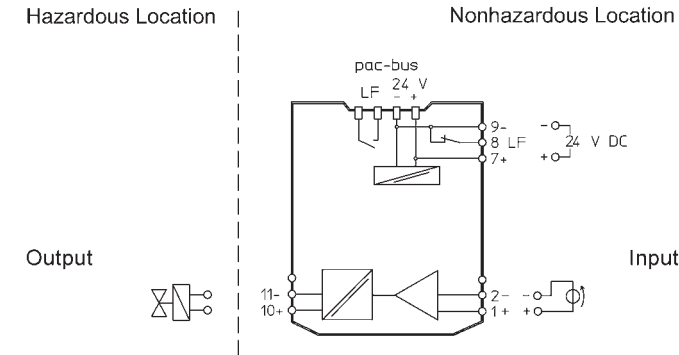 Hazardous Location
Nonhazardous Location
pac-bus
LF 24 V
- +
9-
8 LF
7+
- 
24 V DC
+
Output
Input
11-
10+
2- -
1+ +